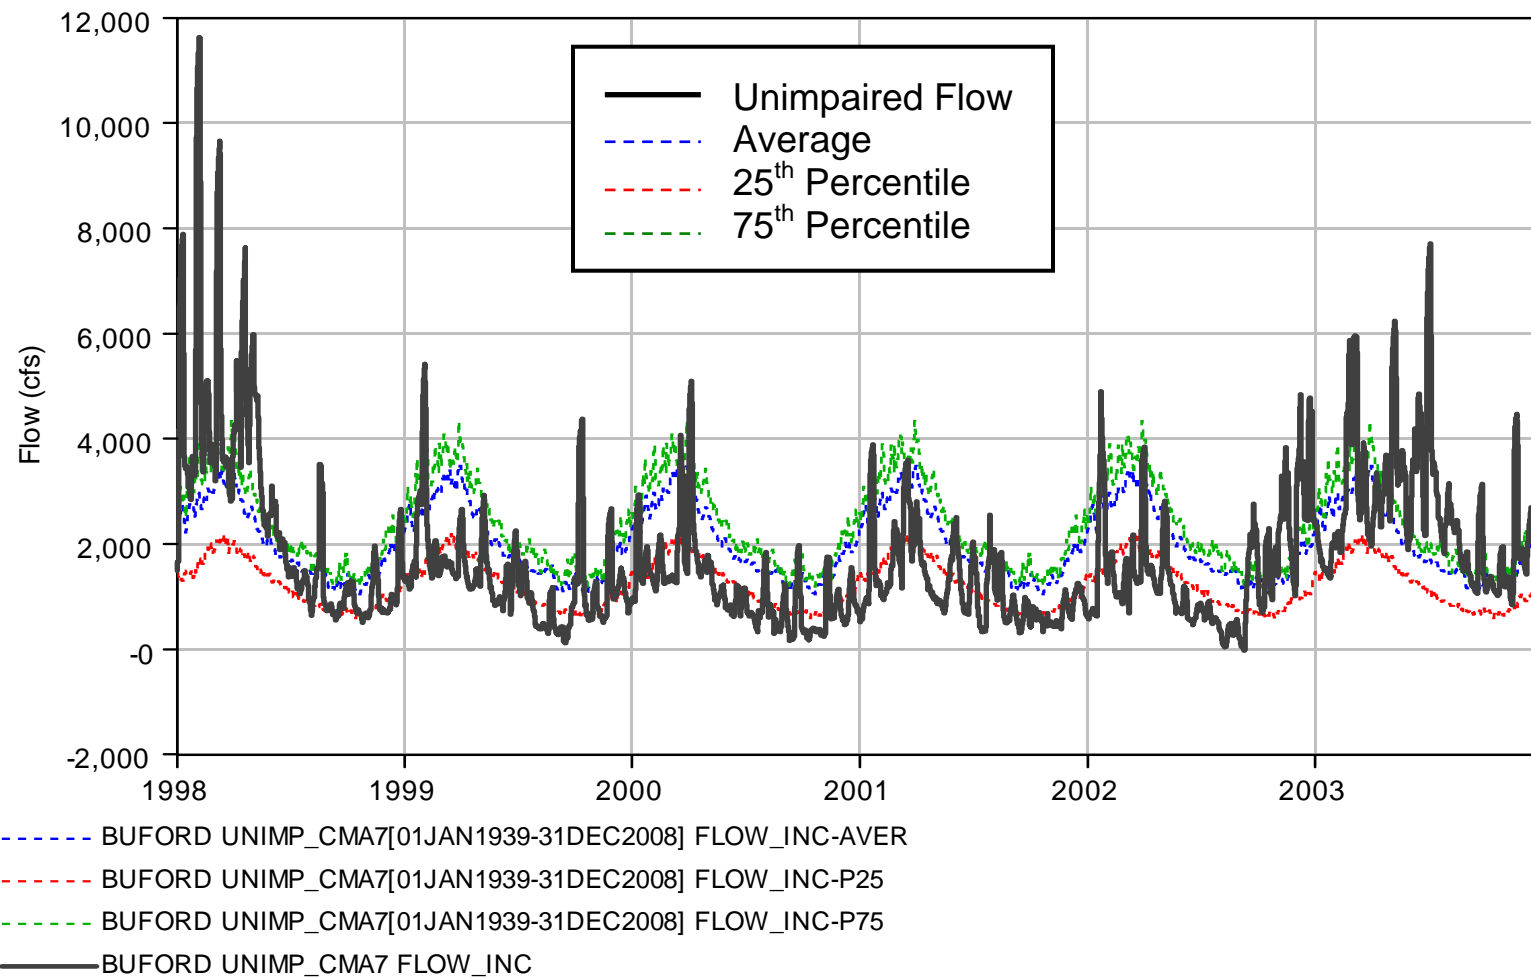 12,000
10,000
8,000
6,000
4,000
2,000
-0
-2,000
Flow (cfs)
Unimpaired Flow
Average
25th Percentile
75th Percentile
1998 1999 2000 2001 2002 2003
BUFORD UNIMP_CMA7[01JAN1939-31DEC2008] FLOW_INC-AVER
BUFORD UNIMP_CMA7[01JAN1939-31DEC2008] FLOW_INC-P25
BUFORD UNIMP_CMA7[01JAN1939-31DEC2008] FLOW_INC-P75
BUFORD UNIMP_CMA7 FLOW_INC